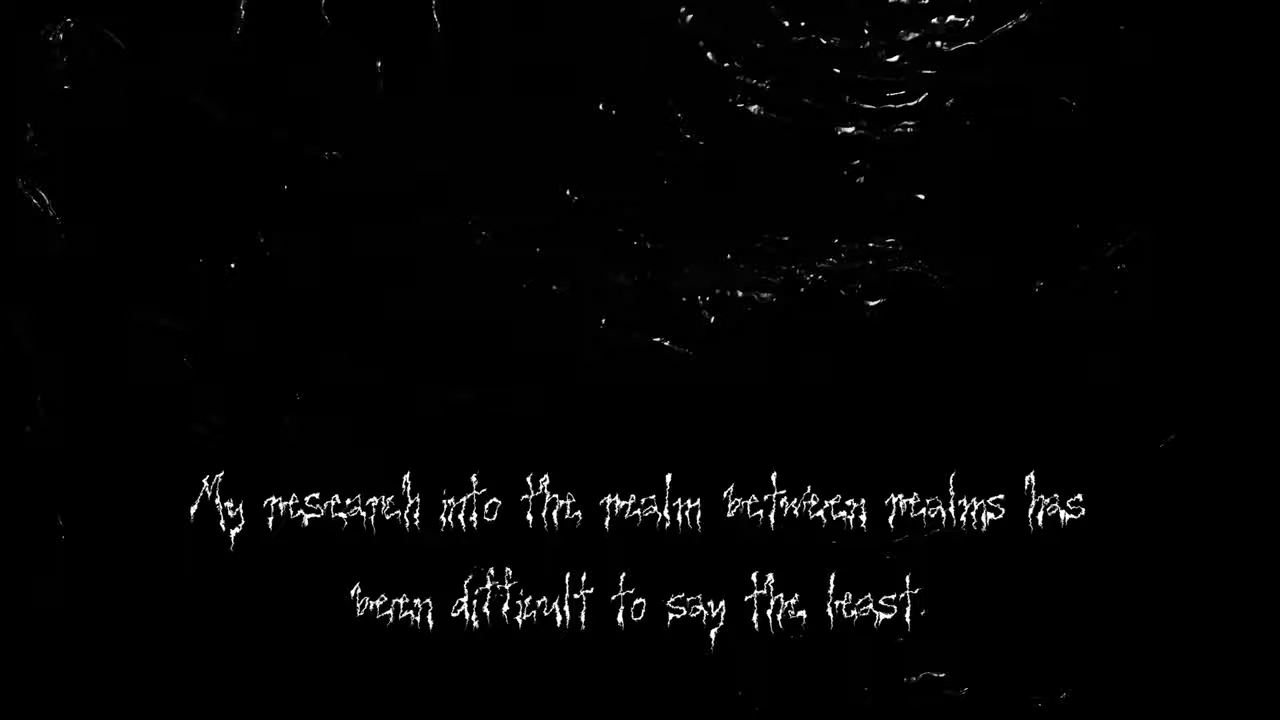 My research into the realm between realms has
been difficult to say the least.